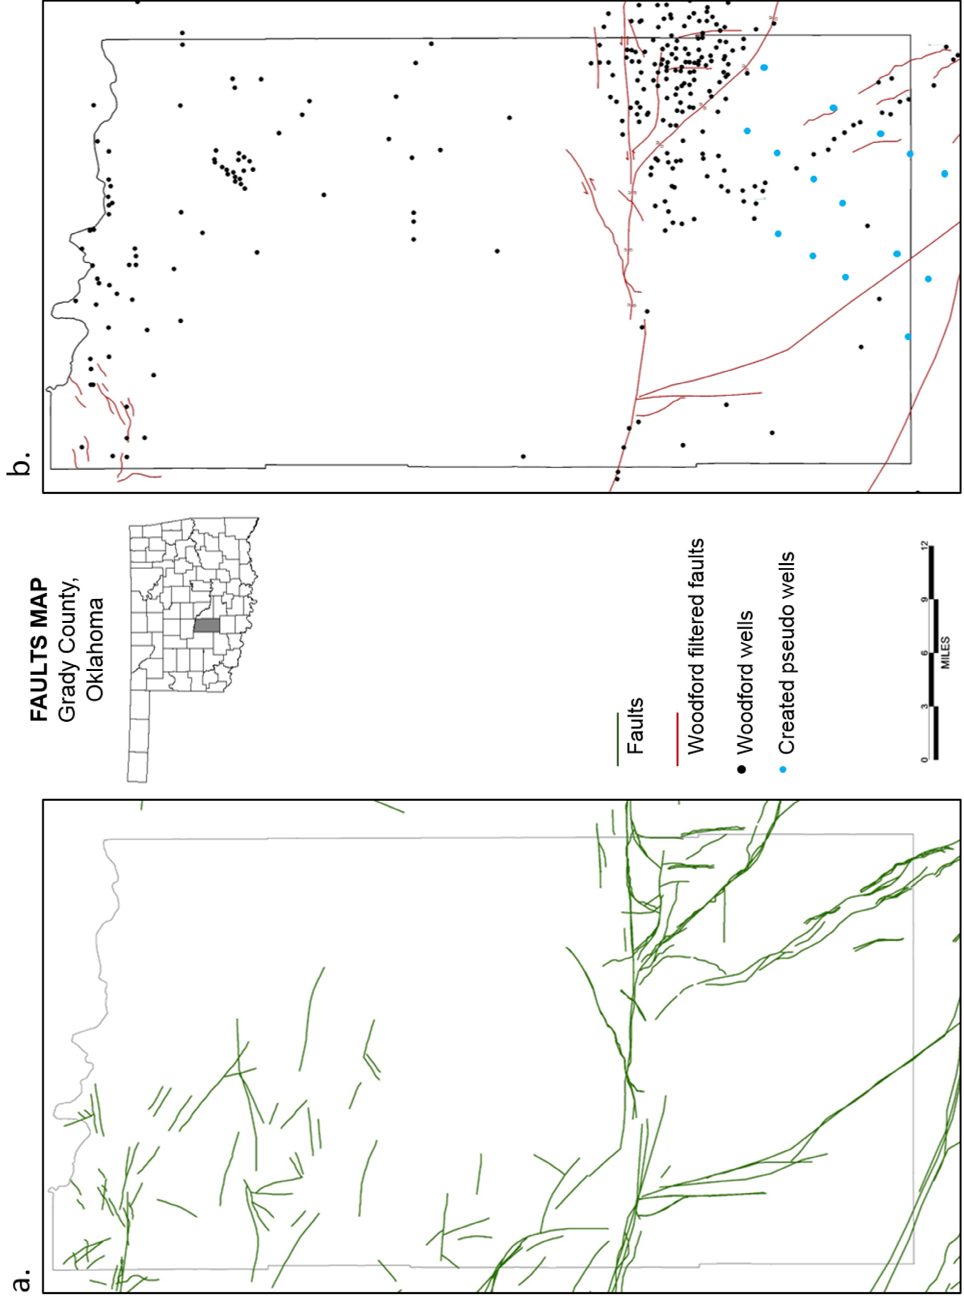 a.
FAULTS MAP
Grady County,
Oklahoma
Faults
Woodford filtered faults
Woodford wells
Created pseudo wells
0 3 6 9 12
MILES
b.